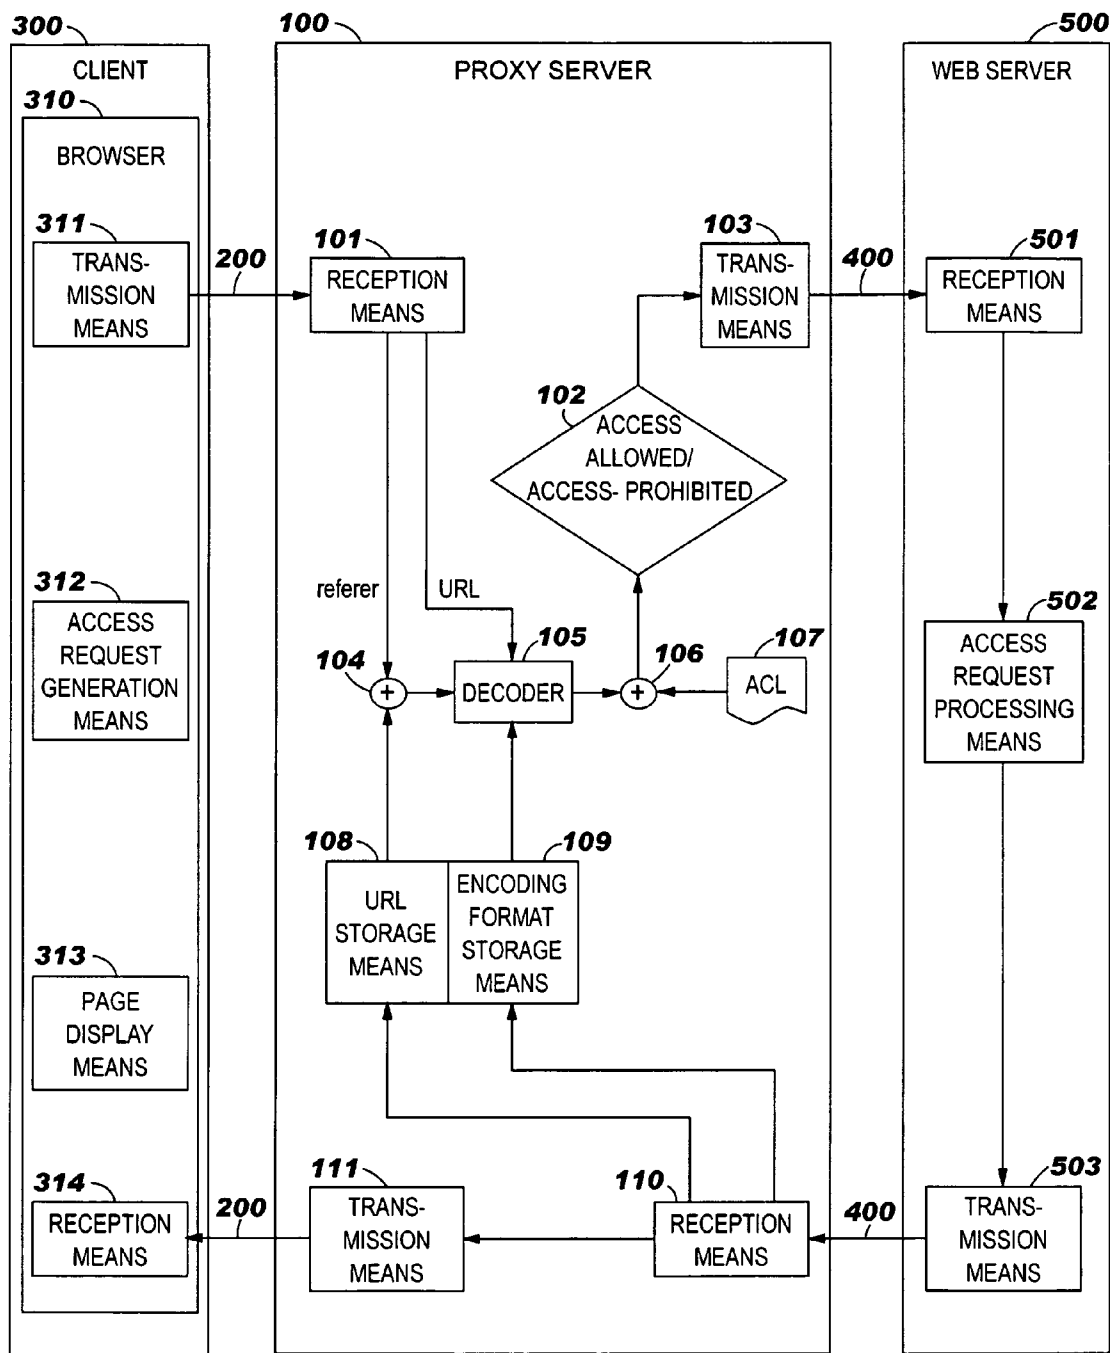 300
100
500
CLIENT
PROXY SERVER
WEB SERVER
310
BROWSER
311
TRANS-
MISSION
MEANS
200
101
RECEPTION
MEANS
103
TRANS-
MISSION
MEANS
400
501
RECEPTION
MEANS
102
ACCESS
ALLOWED/
ACCESS- PROHIBITED
312
ACCESS
REQUEST
GENERATION
MEANS
referer
URL
104
+
105
DECODER
106
+
107
ACL
502
ACCESS
REQUEST
PROCESSING
MEANS
108
URL
STORAGE
MEANS
109
ENCODING
FORMAT
STORAGE
MEANS
313
PAGE
DISPLAY
MEANS
314
RECEPTION
MEANS
200
111
TRANS-
MISSION
MEANS
110
RECEPTION
MEANS
400
503
TRANS-
MISSION
MEANS